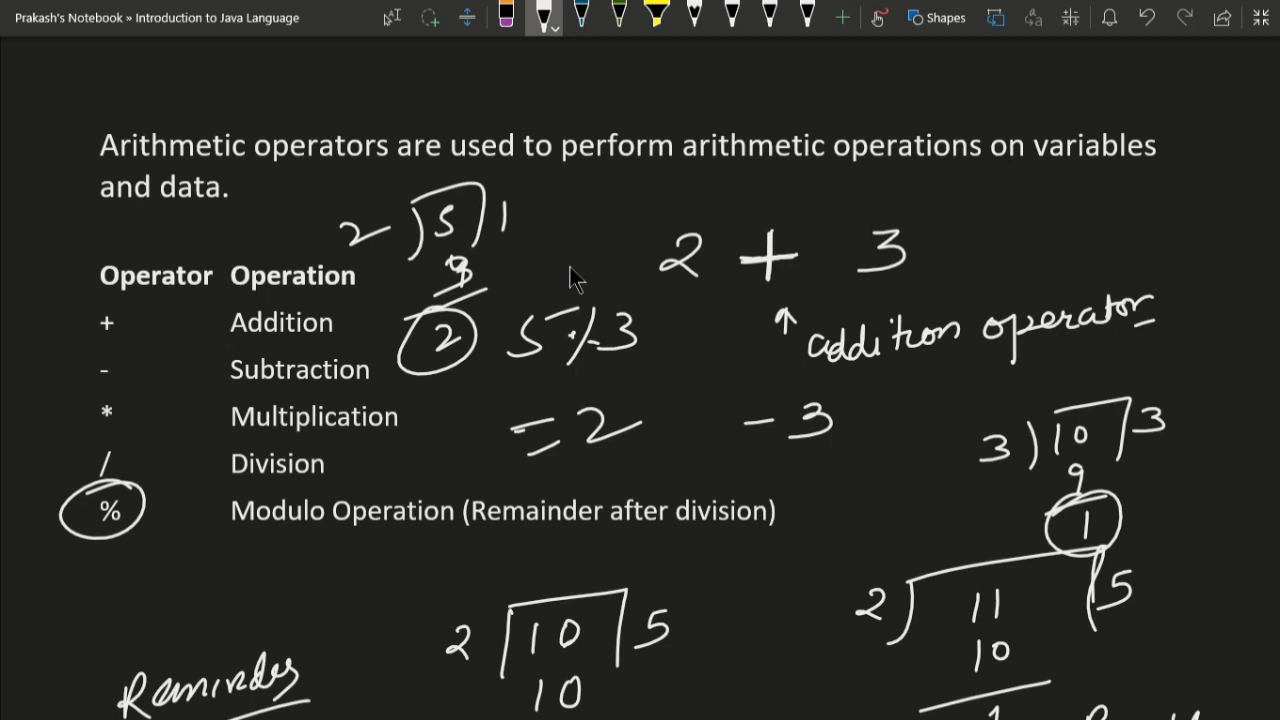 Prakash's Notebook » Introduction to Java Language
Shapes
Arithmetic operators are used to perform arithmetic operations on variables
and data.
2 ) 5 ) 1
3
2
2 + 3
↑ addition operator
5 % 3
= 2
- 3
Operator Operation
+ Addition
- Subtraction
* Multiplication
/ Division
% Modulo Operation (Remainder after division)
3 ) 10 ) 3
9
1
2 ) 11 ( 5
10
1
2 | 10 | 5
10